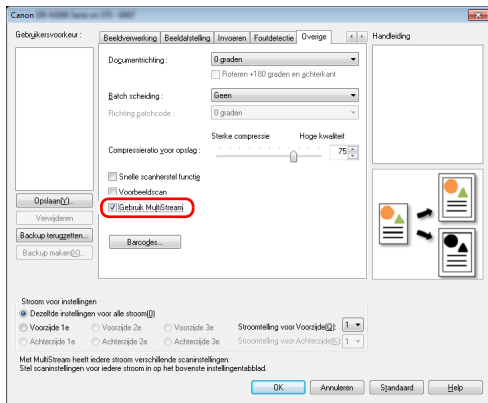 Canon
Gebruikersvoorkeur :
Beeldverwerking
Beeldafstelling
Invoeren
Foutdetectie
Overige
Handleiding
Documentrichting :
0 graden
Roteren +180 graden en achterkant
Batch scheiding :
Geen
Richting patchcode :
0 graden
Sterke compressie
Hoge kwaliteit
Compressieratio voor opslag :
75
Snelle scanherstel functie
Voorbeeldscan
Gebruik MultiStream
Barcodes...
Opslaan(Y)...
Verwijderen
Backup terugzetten...
Backup maken(X)...
Stroom voor instellingen
Dezelfde instellingen voor alle stroom(0)
Voorzijde 1e
Voorzijde 2e
Voorzijde 3e
Stroomtelling voor Voorzijde(Q):
1
Achterzijde 1e
Achterzijde 2e
Achterzijde 3e
Stroomtelling voor Achterzijde(K):
1
Met MultiStream heeft iedere stroom verschillende scaninstellingen.
Stel scaninstellingen voor iedere stroom in op het bovenste instellingentabblad.
OK
Annuleren
Standaard
Help